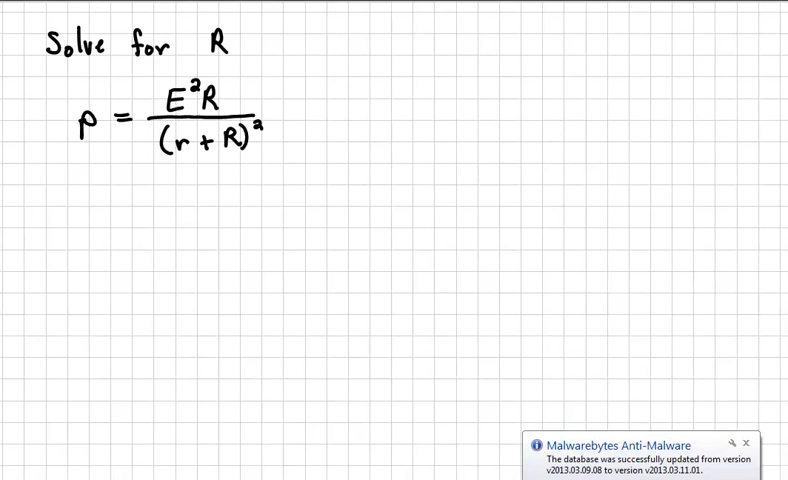 Solve for R
p = E²R / (r + R)²
Malwarebytes Anti-Malware
The database was successfully updated from version
v2013.03.09.08 to version v2013.03.11.01.